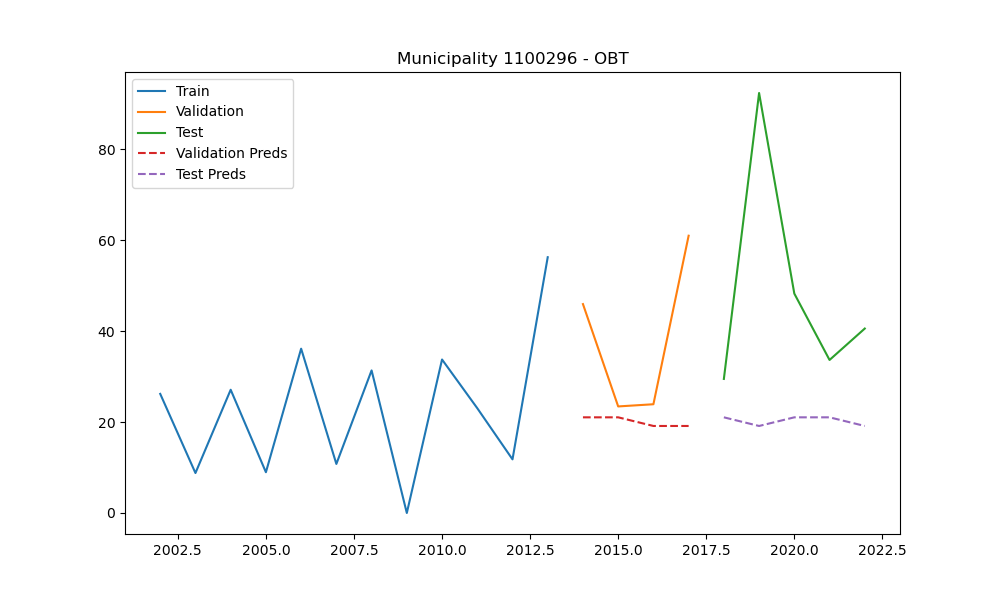 Municipality 1100296 - OBT
Train
Validation
Test
Validation Preds
Test Preds
80
60
40
20
0
2002.5 2005.0 2007.5 2010.0 2012.5 2015.0 2017.5 2020.0 2022.5